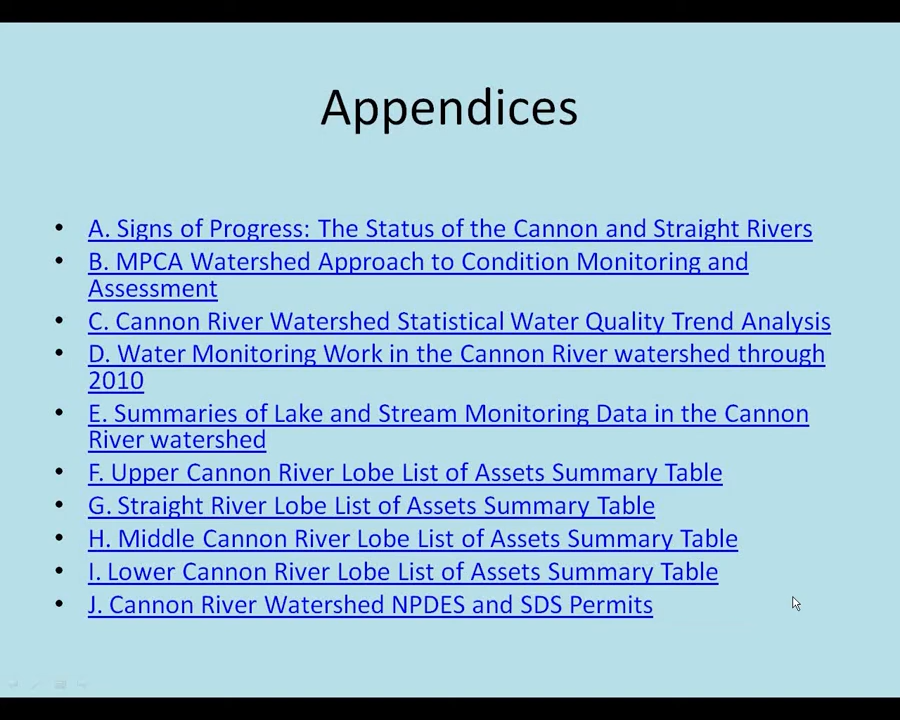 Appendices
• A. Signs of Progress: The Status of the Cannon and Straight Rivers
• B. MPCA Watershed Approach to Condition Monitoring and
Assessment
• C. Cannon River Watershed Statistical Water Quality Trend Analysis
• D. Water Monitoring Work in the Cannon River watershed through
2010
• E. Summaries of Lake and Stream Monitoring Data in the Cannon
River watershed
• F. Upper Cannon River Lobe List of Assets Summary Table
• G. Straight River Lobe List of Assets Summary Table
• H. Middle Cannon River Lobe List of Assets Summary Table
• I. Lower Cannon River Lobe List of Assets Summary Table
• J. Cannon River Watershed NPDES and SDS Permits